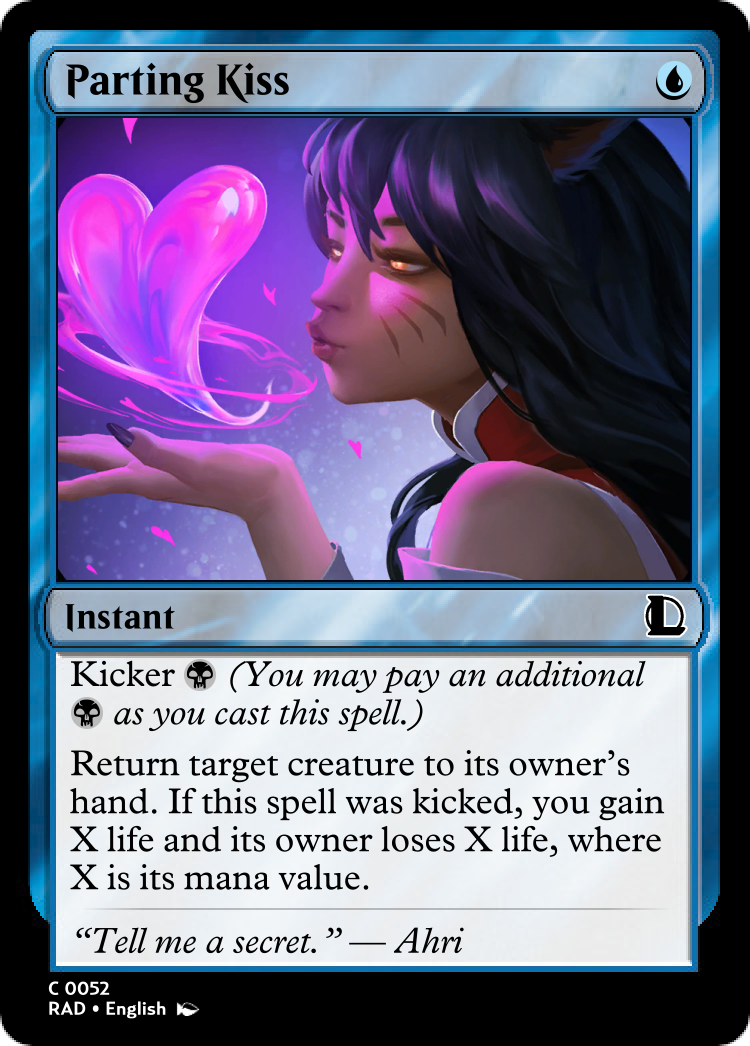 Parting Kiss
Instant
Kicker (You may pay an additional
as you cast this spell.)
Return target creature to its owner's
hand. If this spell was kicked, you gain
X life and its owner loses X life, where
X is its mana value.
“Tell me a secret.” — Ahri
C 0052
RAD • English